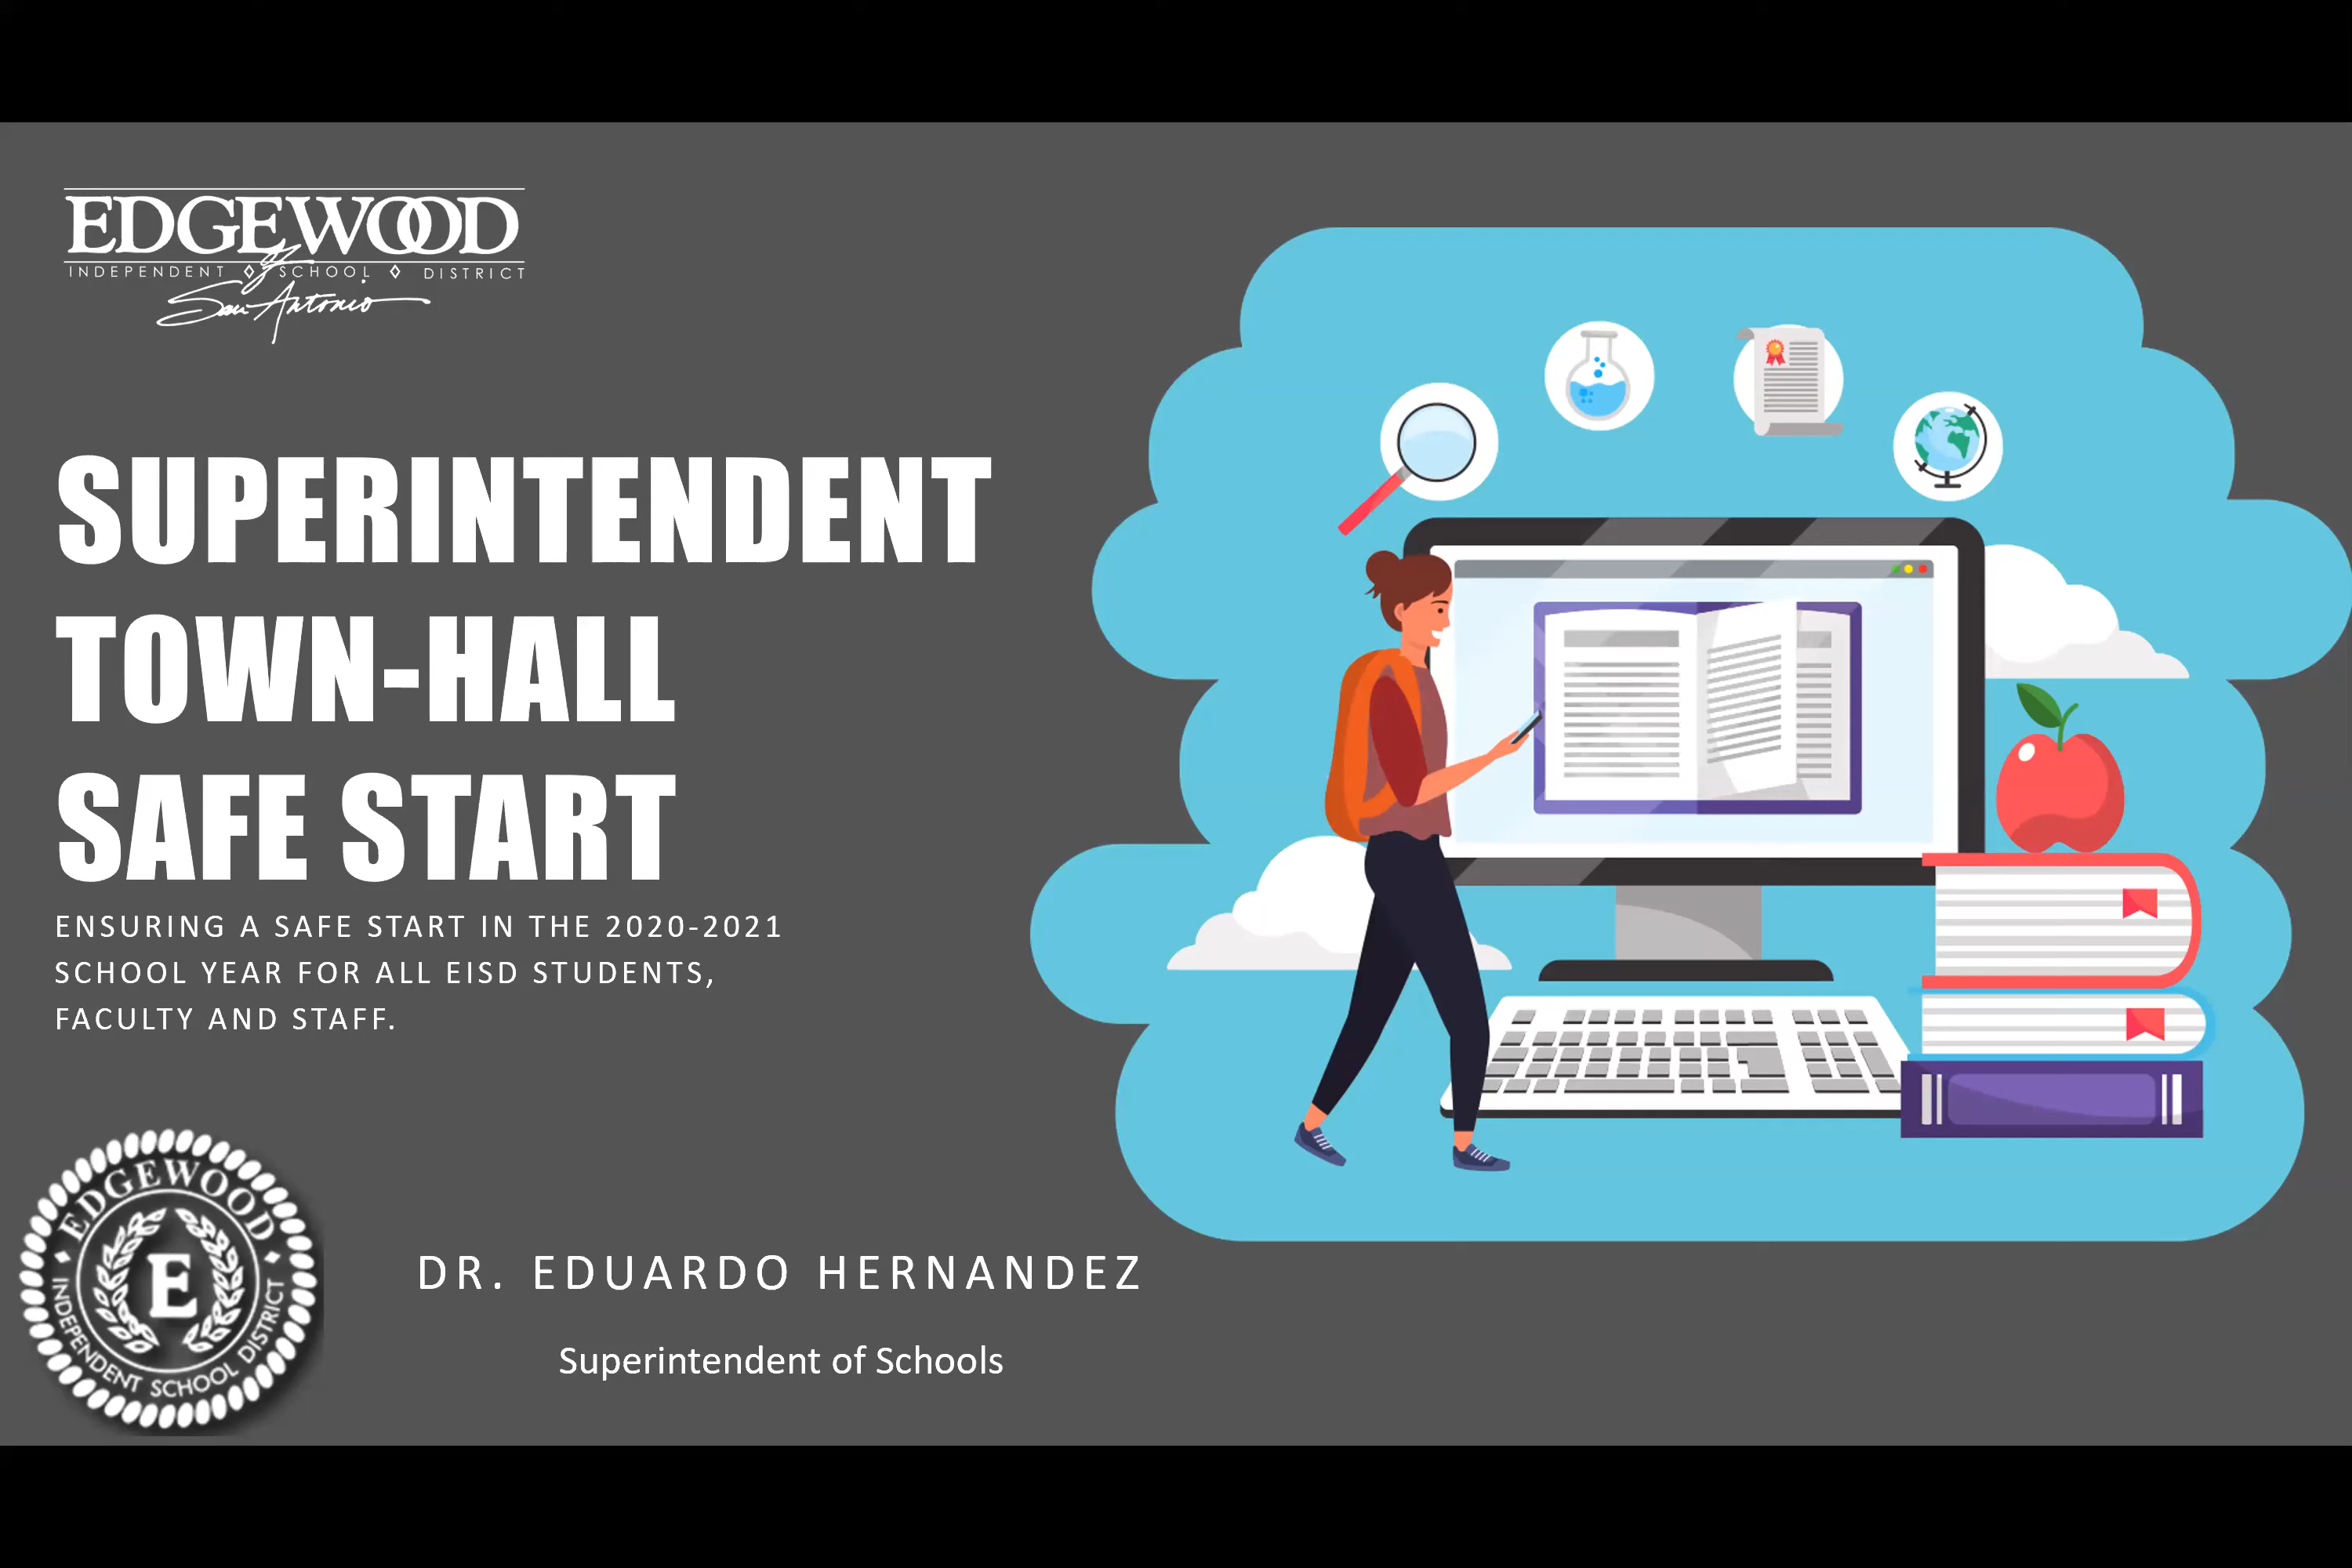 EDGEWOOD
INDEPENDENT ◊ SCHOOL ◊ DISTRICT
of
San Antonio
SUPERINTENDENT
TOWN-HALL
SAFE START
ENSURING A SAFE START IN THE 2020-2021
SCHOOL YEAR FOR ALL EISD STUDENTS,
FACULTY AND STAFF.
EDGEWOOD
E
INDEPENDENT SCHOOL DISTRICT
DR. EDUARDO HERNANDEZ
Superintendent of Schools